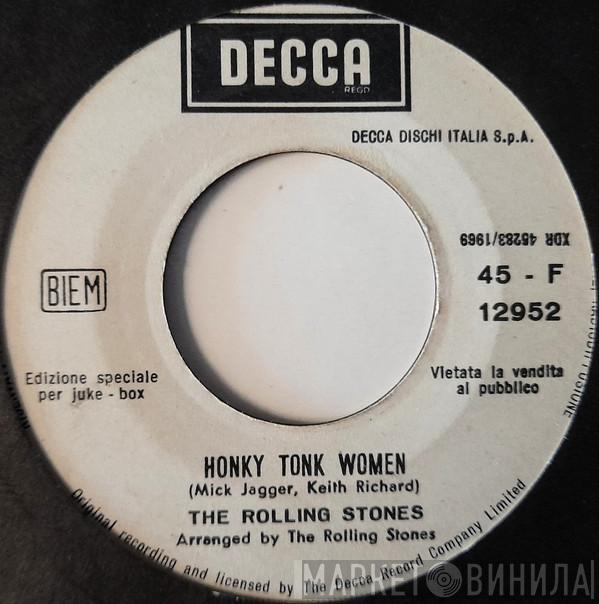 DECCA
REGD
DECCA DISCHI ITALIA S.p.A.
XDR 45283/1969
45 - F
12952
BIEM
Edizione speciale
per juke - box
Vietata la vendita
al pubblico
HONKY TONK WOMEN
(Mick Jagger, Keith Richard)
THE ROLLING STONES
Arranged by The Rolling Stones
Original recording and licensed by The Decca Record Company Limited
МАРКЕТ ВИНИЛА